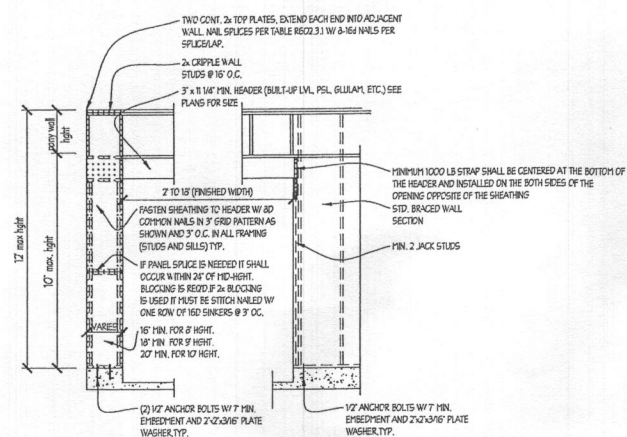 TWO CONT. 2x TOP PLATES, EXTEND EACH END INTO ADJACENT
WALL. NAIL SPLICES PER TABLE R602.3.1 W/ 8-16d NAILS PER
SPLICE/LAP.
2x CRIPPLE WALL
STUDS @ 16" O.C.
3" x 11 1/4" MIN. HEADER (BUILT-UP LVL, PSL, GLULAM, ETC.) SEE
PLANS FOR SIZE
pony wall
hght
12' max hght
10" max. hght
2' TO 18' (FINISHED WIDTH)
MINIMUM 1000 LB STRAP SHALL BE CENTERED AT THE BOTTOM OF
THE HEADER AND INSTALLED ON THE BOTH SIDES OF THE
OPENING OPPOSITE OF THE SHEATHING
STD. BRACED WALL
SECTION
FASTEN SHEATHING TO HEADER W/ 8D
COMMON NAILS IN 3" GRID PATTERN AS
SHOWN AND 3" O.C. IN ALL FRAMING
(STUDS AND SILLS) TYP.
MIN. 2 JACK STUDS
IF PANEL SPLICE IS NEEDED IT SHALL
OCCUR WITHIN 24" OF MID-HGHT.
BLOCKING IS REQ'D. IF 2x BLOCKING
IS USED IT MUST BE STITCH NAILED W/
ONE ROW OF 16D SINKERS @ 3" OC.
VARIES
16" MIN. FOR 8' HGHT.
18" MIN FOR 9' HGHT.
20" MIN. FOR 10' HGHT.
(2) 1/2" ANCHOR BOLTS W/ 7" MIN.
EMBEDMENT AND 2"x2"x3/16" PLATE
WASHER, TYP.
1/2" ANCHOR BOLTS W/ 7" MIN.
EMBEDMENT AND 2"x2"x3/16" PLATE
WASHER, TYP.